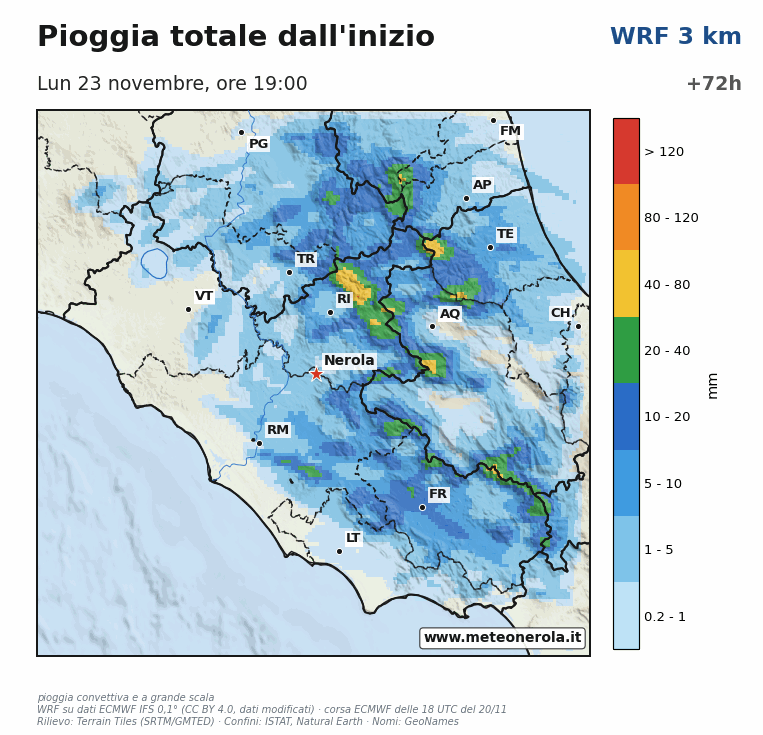 Pioggia totale dall'inizio
WRF 3 km
Lun 23 novembre, ore 19:00
+72h
FM
PG
AP
TE
TR
VT
RI
AQ
CH
Nerola
RM
FR
LT
www.meteonerola.it
> 120
80 - 120
40 - 80
20 - 40
10 - 20
5 - 10
1 - 5
0.2 - 1
mm
pioggia convettiva e a grande scala
WRF su dati ECMWF IFS 0,1° (CC BY 4.0, dati modificati) · corsa ECMWF delle 18 UTC del 20/11
Rilievo: Terrain Tiles (SRTM/GMTED) · Confini: ISTAT, Natural Earth · Nomi: GeoNames